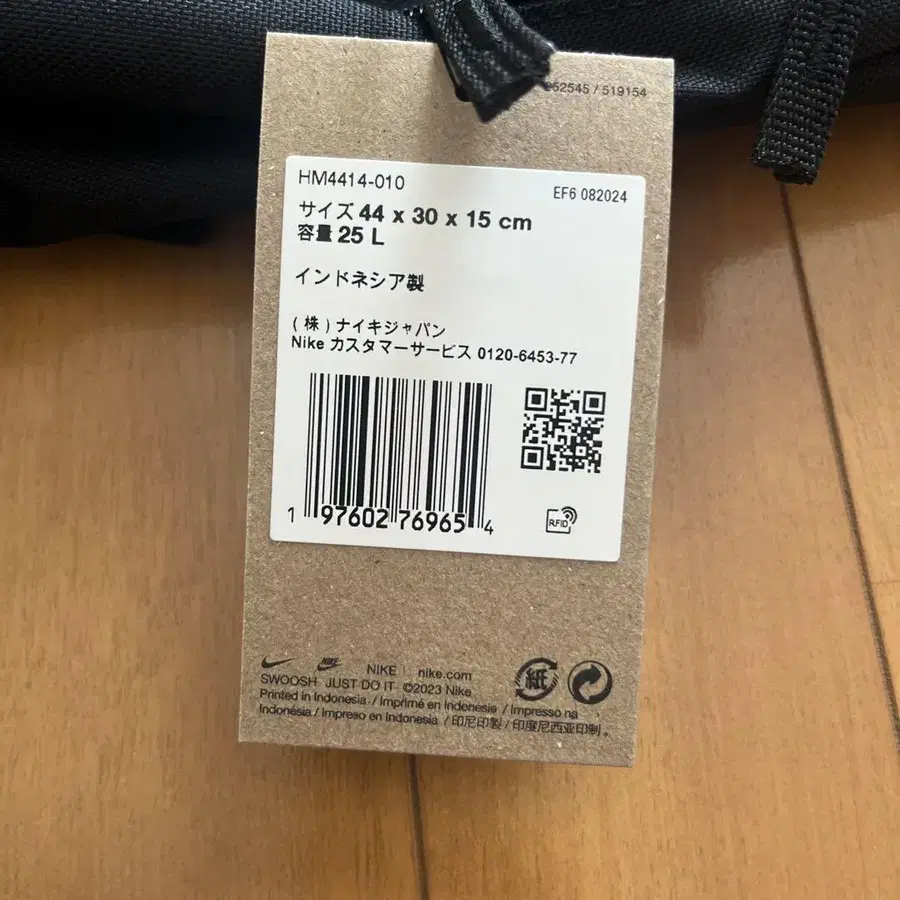 252545 / 519154
HM4414-010
EF6 082024
サイズ 44 x 30 x 15 cm
容量 25 L
インドネシア製
(株)ナイキジャパン
Nike カスタマーサービス 0120-6453-77
1 97602 76965 4
RFID
NIKE
NIKE nike.com
SWOOSH JUST DO IT ©2023 Nike
Printed in Indonesia / Imprimé en Indonésie / Impresso na
Indonésia / Impreso en Indonesia / 印尼印製 / 印度尼西亚印制。
紙